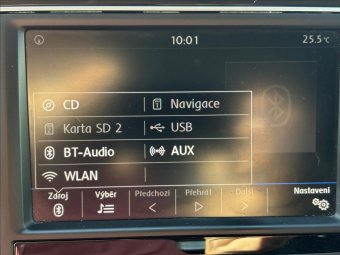 10:01
25.5°C
CD
Navigace
Karta SD 2
USB
BT-Audio
AUX
WLAN
Zdroj
Výběr
Předchozí
Přehrát
Další
Nastavení